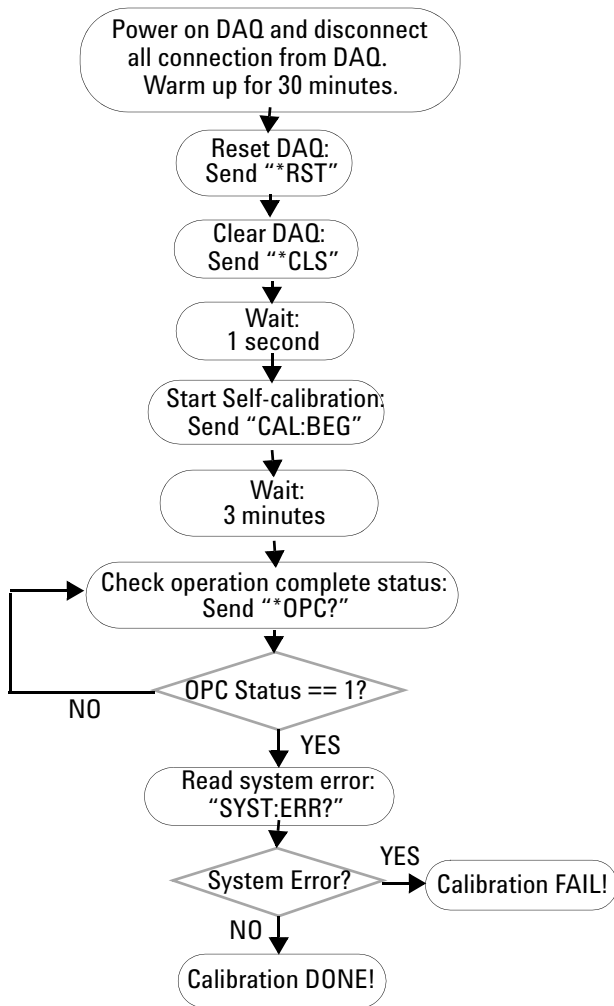 Power on DAQ and disconnect
all connection from DAQ.
Warm up for 30 minutes.
Reset DAQ:
Send “*RST”
Clear DAQ:
Send “*CLS”
Wait:
1 second
Start Self-calibration:
Send “CAL:BEG”
Wait:
3 minutes
Check operation complete status:
Send “*OPC?”
OPC Status == 1?
NO
YES
Read system error:
“SYST:ERR?”
System Error?
YES
Calibration FAIL!
NO
Calibration DONE!